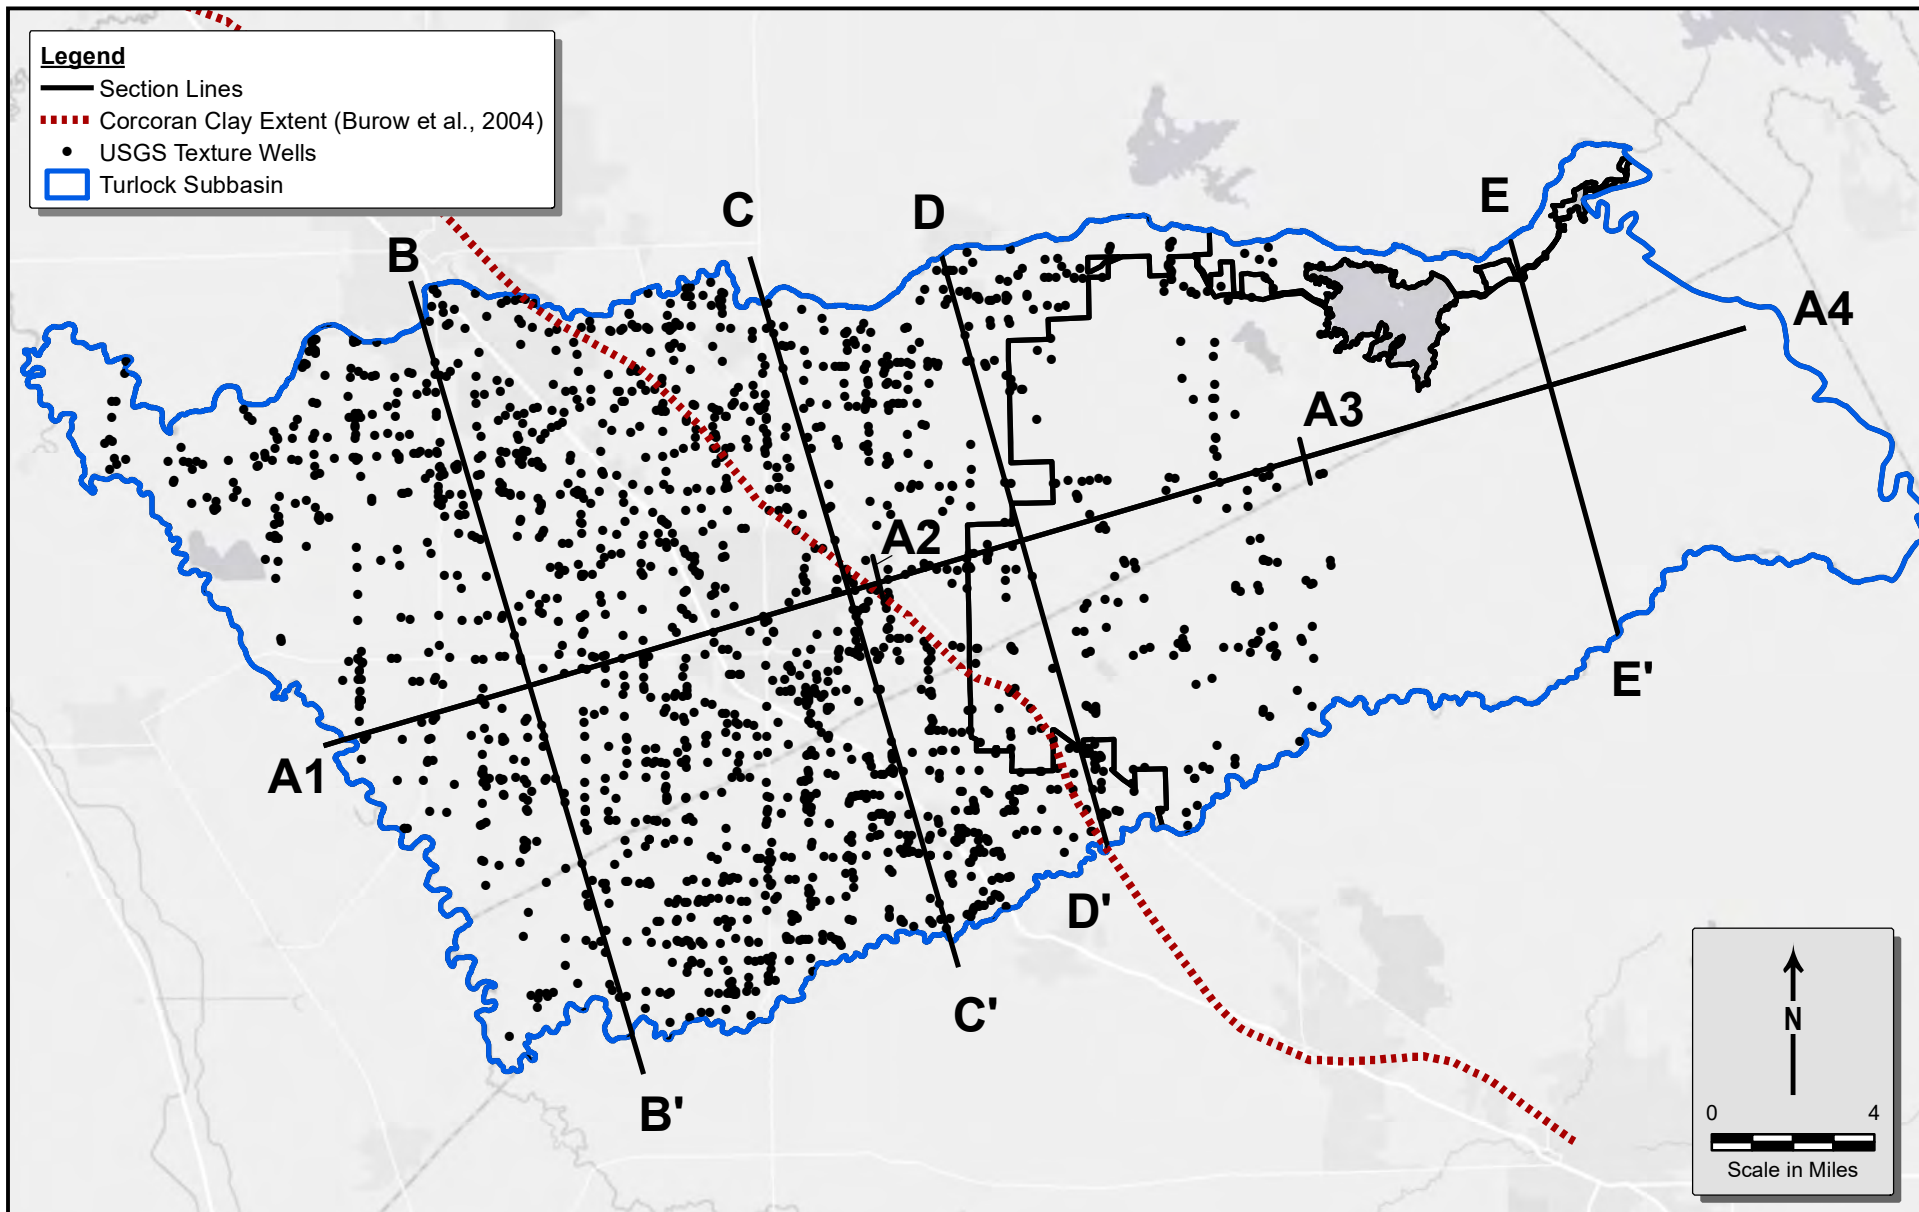 Legend
Section Lines
Corcoran Clay Extent (Burow et al., 2004)
USGS Texture Wells
Turlock Subbasin
B
C
D
E
A4
A3
A2
A1
E'
D'
C'
B'
N
0 4
Scale in Miles